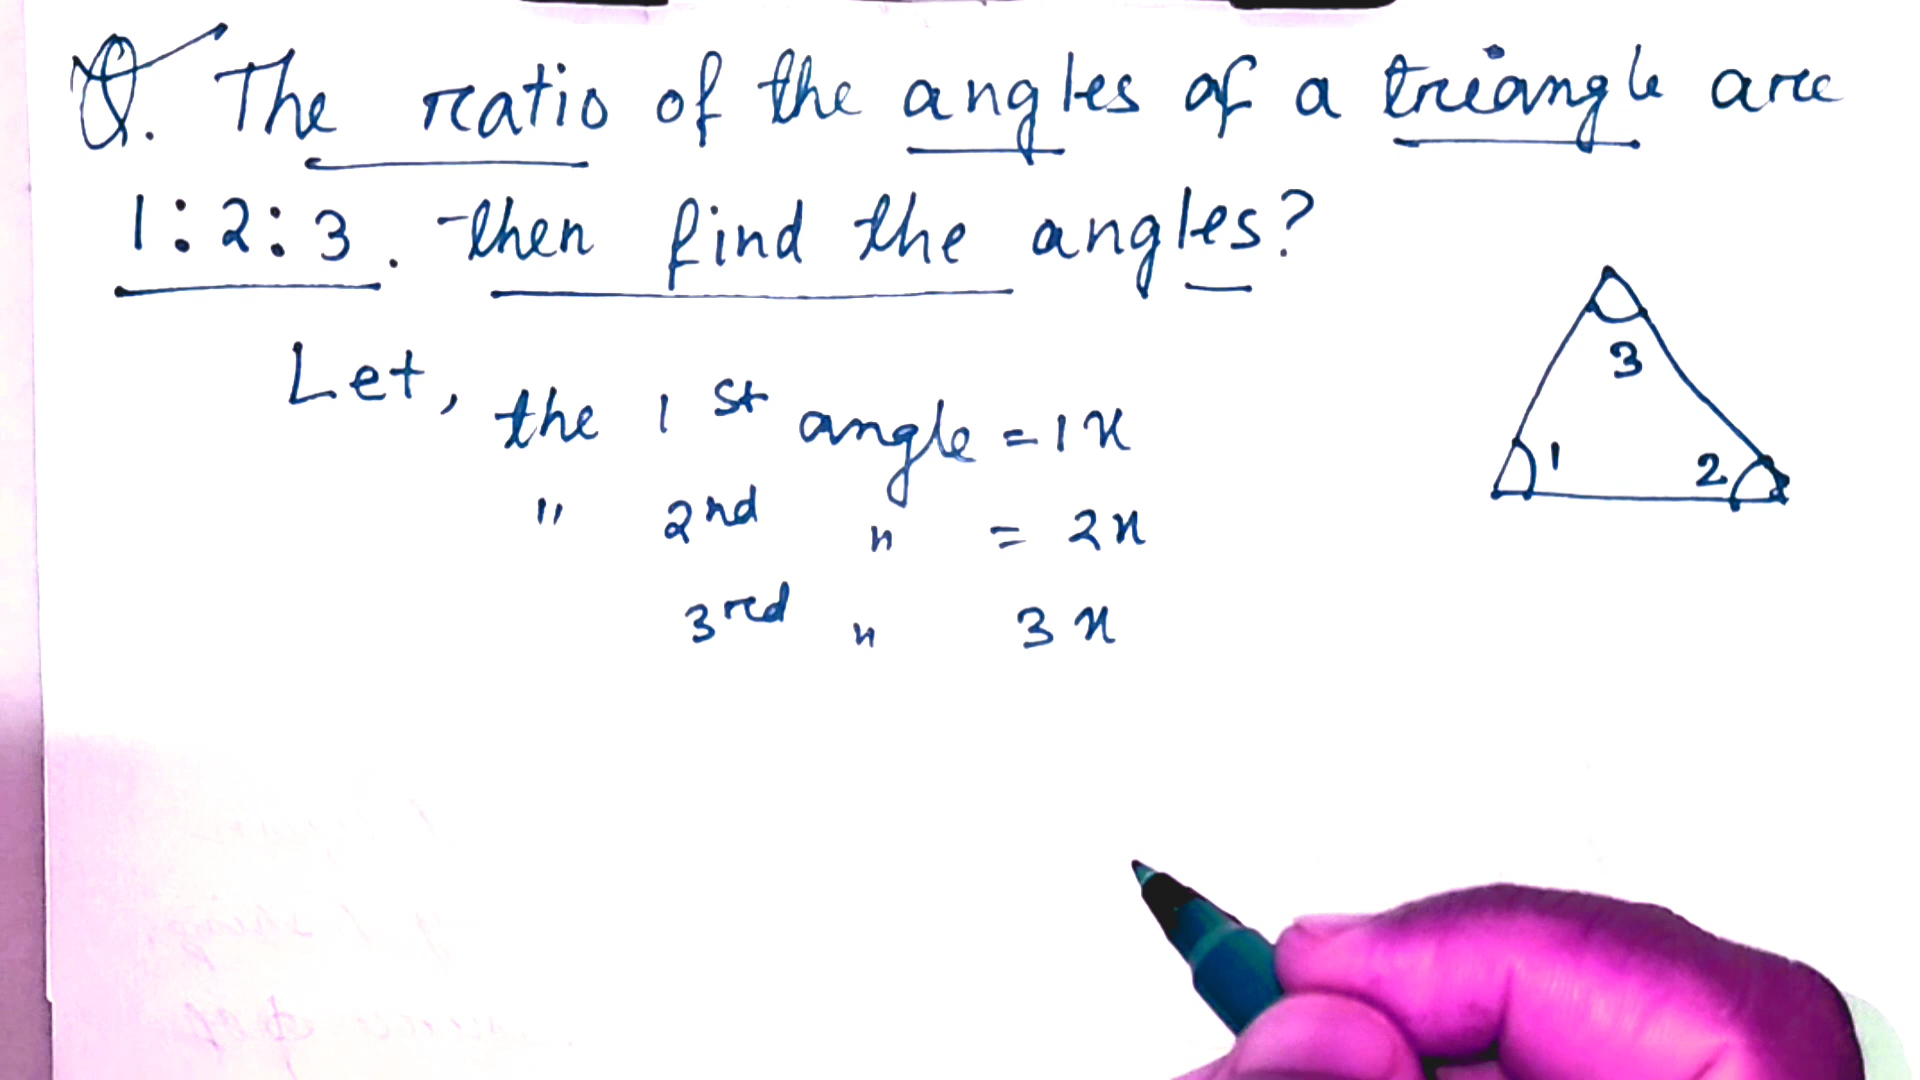 Q. The ratio of the angles of a triangle are
1:2:3. then find the angles?
Let, the 1st angle = 1x
" 2nd " = 2x
3rd " 3x
3
1
2